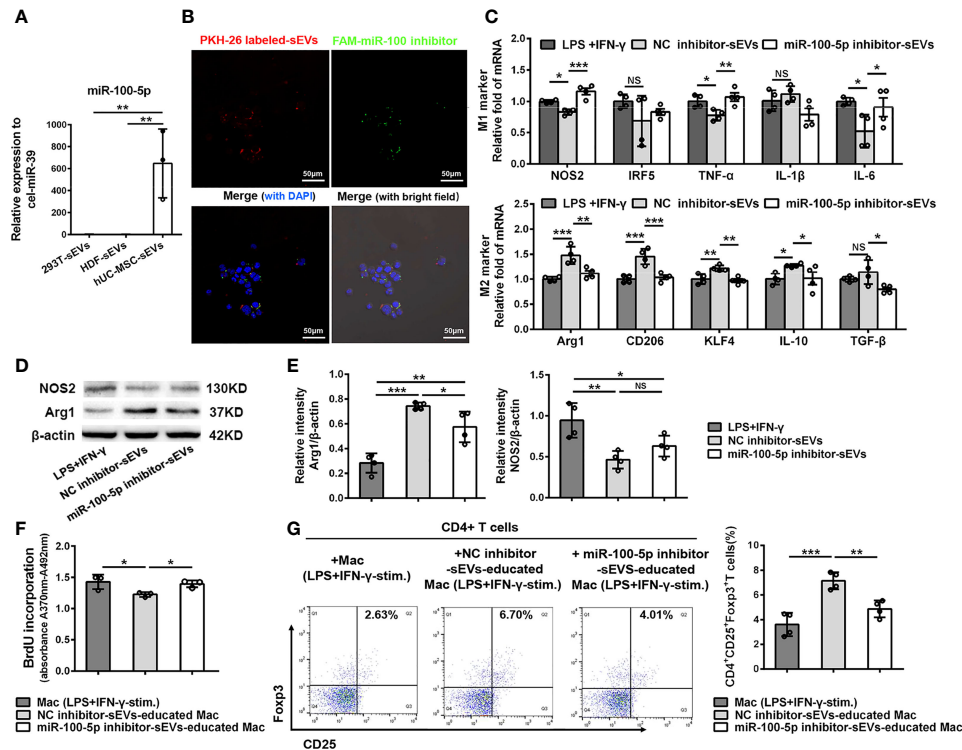 A
miR-100-5p
**
**
Relative expression to
cel-miR-39
1000
800
600
400
200
0
293T-sEVs
HDF-sEVs
hUC-MSC-sEVs
B
PKH-26 labeled-sEVs
FAM-miR-100 inhibitor
50μm
50μm
Merge (with DAPI)
Merge (with bright field)
50μm
50μm
C
LPS +IFN-γ
NC inhibitor-sEVs
miR-100-5p inhibitor-sEVs
M1 marker
Relative fold of mRNA
2.0
1.5
1.0
0.5
0.0
* *** NS * ** NS * *
NOS2 IRF5 TNF-α IL-1β IL-6
LPS +IFN-γ
NC inhibitor-sEVs
miR-100-5p inhibitor-sEVs
M2 marker
Relative fold of mRNA
2.0
1.5
1.0
0.5
0.0
*** ** *** *** ** ** * * NS *
Arg1 CD206 KLF4 IL-10 TGF-β
D
NOS2 130KD
Arg1 37KD
β-actin 42KD
LPS+IFN-γ
NC inhibitor-sEVs
miR-100-5p inhibitor-sEVs
E
Relative intensity
Arg1/β-actin
1.0
0.8
0.6
0.4
0.2
0.0
**
*** *
Relative intensity
NOS2/β-actin
1.5
1.0
0.5
0.0
*
** NS
LPS+IFN-γ
NC inhibitor-sEVs
miR-100-5p inhibitor-sEVs
F
BrdU incorporation
(absorbance A370nm-A492nm)
2.0
1.5
1.0
0.5
0.0
* *
Mac (LPS+IFN-γ-stim.)
NC inhibitor-sEVs-educated Mac
miR-100-5p inhibitor-sEVs-educated Mac
G
CD4+ T cells
+Mac
(LPS+IFN-γ-stim.)
+NC inhibitor
-sEVs-educated
Mac (LPS+IFN-γ-stim.)
+ miR-100-5p inhibitor
-sEVS-educated
Mac (LPS+IFN-γ-stim.)
2.63%
6.70%
4.01%
Foxp3
CD25
CD4+CD25+Foxp3+T cells(%)
10
8
6
4
2
0
*** **
Mac (LPS+IFN-γ-stim.)
NC inhibitor-sEVs-educated Mac
miR-100-5p inhibitor-sEVs-educated Mac